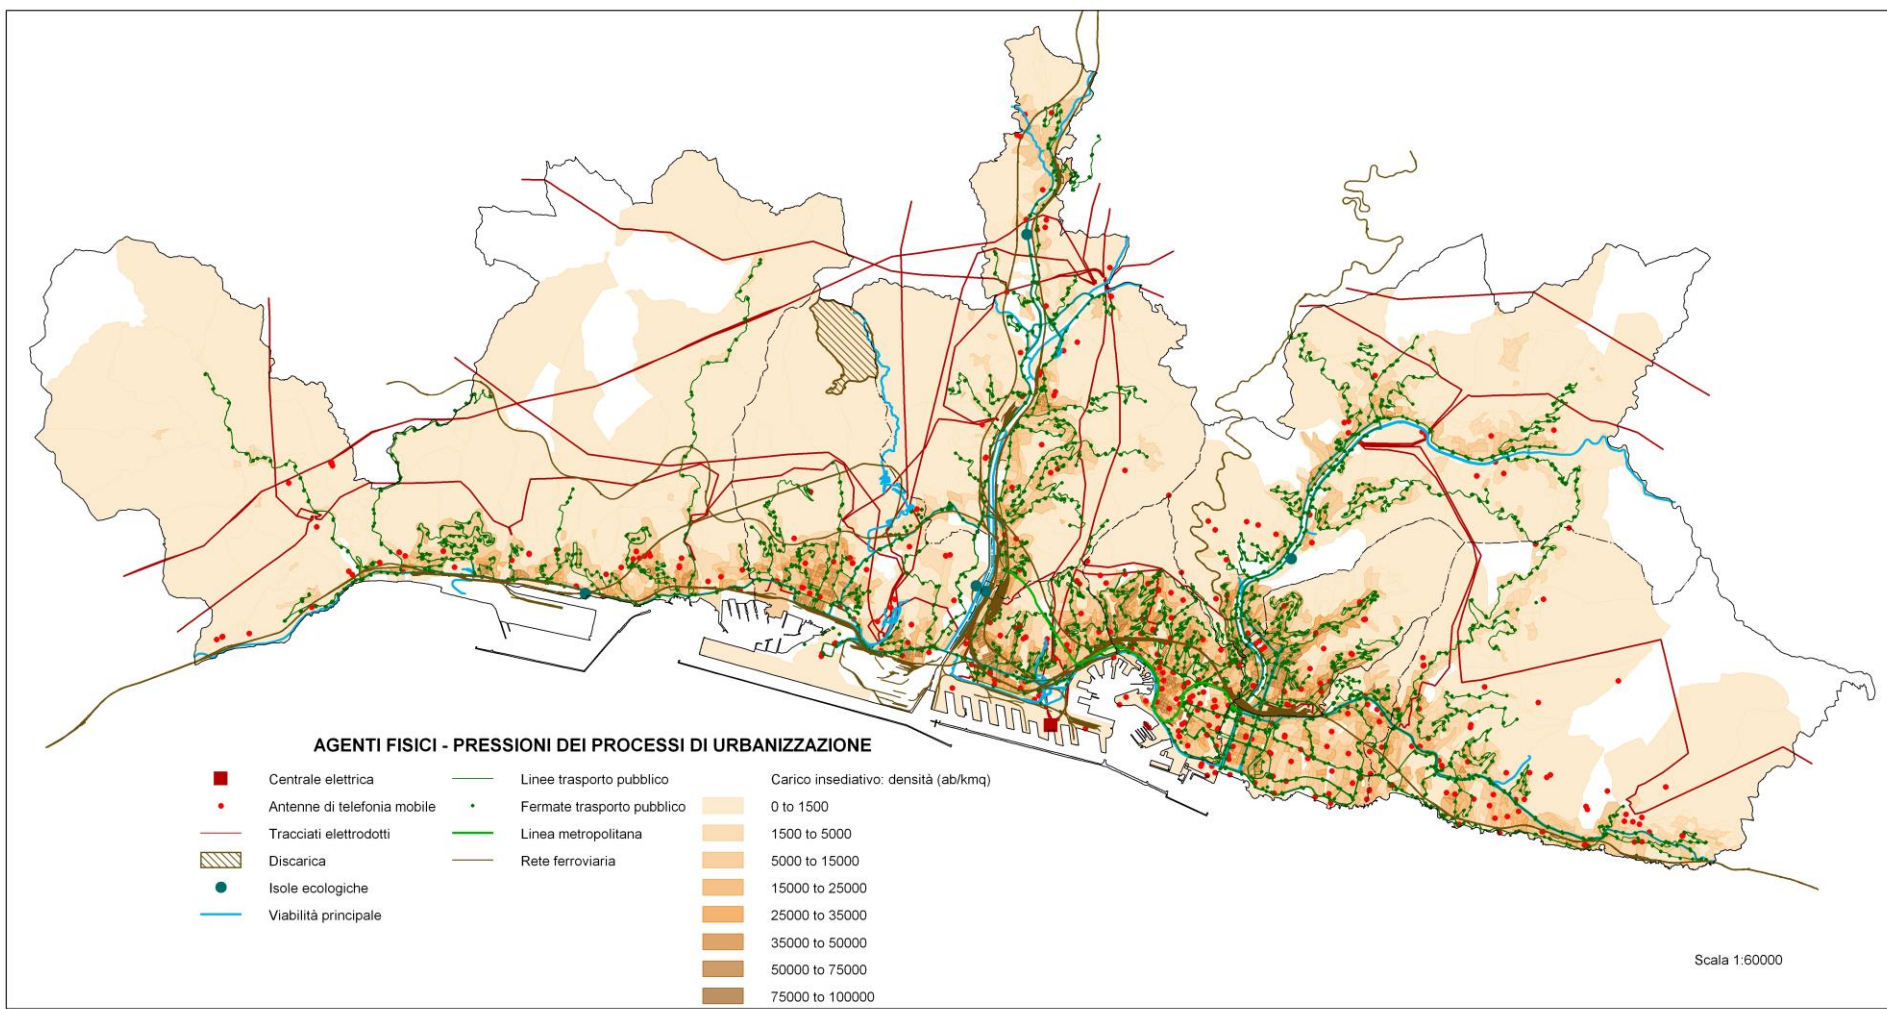 AGENTI FISICI - PRESSIONI DEI PROCESSI DI URBANIZZAZIONE
Centrale elettrica
Antenne di telefonia mobile
Tracciati elettrodotti
Discarica
Isole ecologiche
Viabilità principale
Linee trasporto pubblico
Fermate trasporto pubblico
Linea metropolitana
Rete ferroviaria
Carico insediativo: densità (ab/kmq)
0 to 1500
1500 to 5000
5000 to 15000
15000 to 25000
25000 to 35000
35000 to 50000
50000 to 75000
75000 to 100000
Scala 1:60000